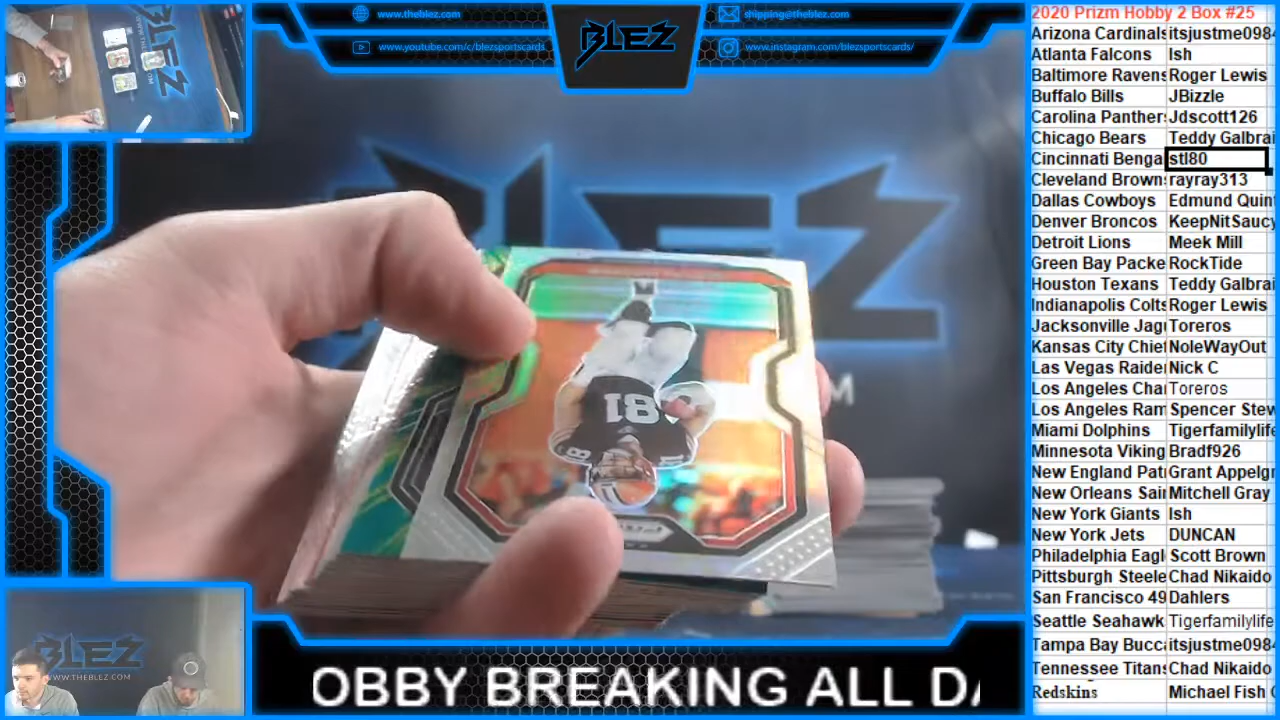 www.theblez.com
shipping@theblez.com
www.youtube.com/c/blezsportscards
www.instagram.com/blezsportscards/
BLEZ
BLEZ
81
BLEZ
WWW.THEBLEZ.COM
OBBY BREAKING ALL DA
2020 Prizm Hobby 2 Box #25
Arizona Cardinals itsjustme0984
Atlanta Falcons Ish
Baltimore Ravens Roger Lewis
Buffalo Bills JBizzle
Carolina Panthers Jdscott126
Chicago Bears Teddy Galbrai
Cincinnati Benga stl80
Cleveland Browns rayray313
Dallas Cowboys Edmund Quin
Denver Broncos KeepNitSaucy
Detroit Lions Meek Mill
Green Bay Packe RockTide
Houston Texans Teddy Galbrai
Indianapolis Colts Roger Lewis
Jacksonville Jagu Toreros
Kansas City Chief NoleWayOut
Las Vegas Raide Nick C
Los Angeles Cha Toreros
Los Angeles Ram Spencer Stew
Miami Dolphins Tigerfamilylife
Minnesota Viking Bradf926
New England Pat Grant Appelgr
New Orleans Sai Mitchell Gray
New York Giants Ish
New York Jets DUNCAN
Philadelphia Eagl Scott Brown
Pittsburgh Steele Chad Nikaido
San Francisco 49 Dahlers
Seattle Seahawk Tigerfamilylife
Tampa Bay Bucc itsjustme0984
Tennessee Titans Chad Nikaido
Redskins Michael Fish